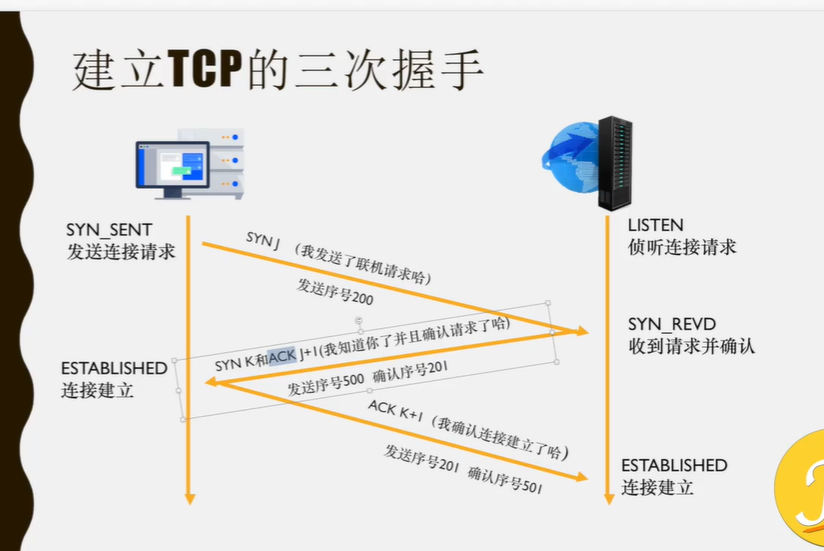 建立TCP的三次握手
SYN_SENT
发送连接请求
LISTEN
侦听连接请求
SYN J （我发送了联机请求哈）
发送序号200
SYN_REVD
收到请求并确认
SYN K和ACK J+1(我知道你了并且确认请求了哈)
发送序号500 确认序号201
ESTABLISHED
连接建立
ACK K+1（我确认连接建立了哈）
发送序号201 确认序号501
ESTABLISHED
连接建立